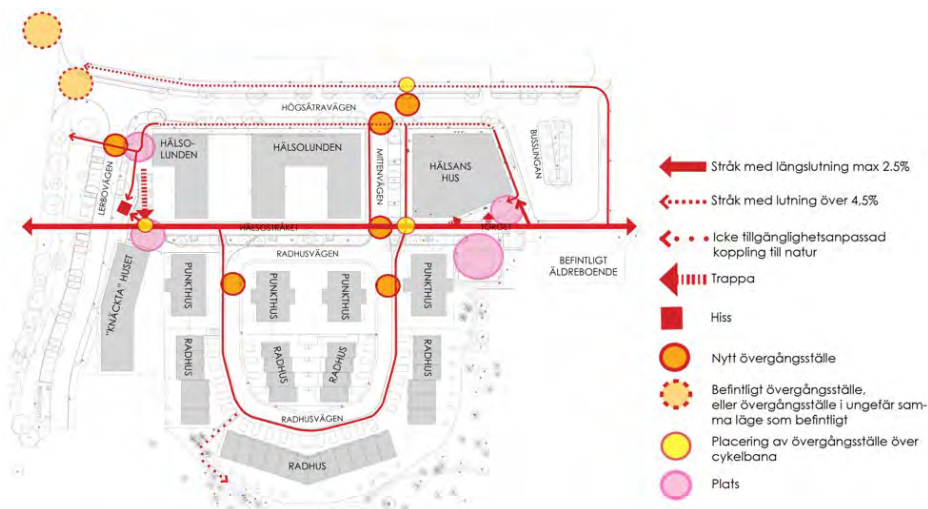 HÖGSÄTRAVÄGEN
HÄLSO-
LUNDEN
HÄLSOLUNDEN
MITTENVÄGEN
HÄLSANS
HUS
BUSSLINGAN
LERBOVÄGEN
HÄLSOSTRÅKET
TORGET
RADHUSVÄGEN
BEFINTLIGT
ÄLDREBOENDE
"KNÄCKTA" HUSET
PUNKTHUS
PUNKTHUS
PUNKTHUS
PUNKTHUS
RADHUS
RADHUS
RADHUS
RADHUS
RADHUSVÄGEN
RADHUS
Stråk med längslutning max 2.5%
Stråk med lutning över 4.5%
Icke tillgänglighetsanpassad
koppling till natur
Trappa
Hiss
Nytt övergångsställe
Befintligt övergångsställe,
eller övergångsställe i ungefär sam-
ma läge som befintligt
Placering av övergångsställe över
cykelbana
Plats